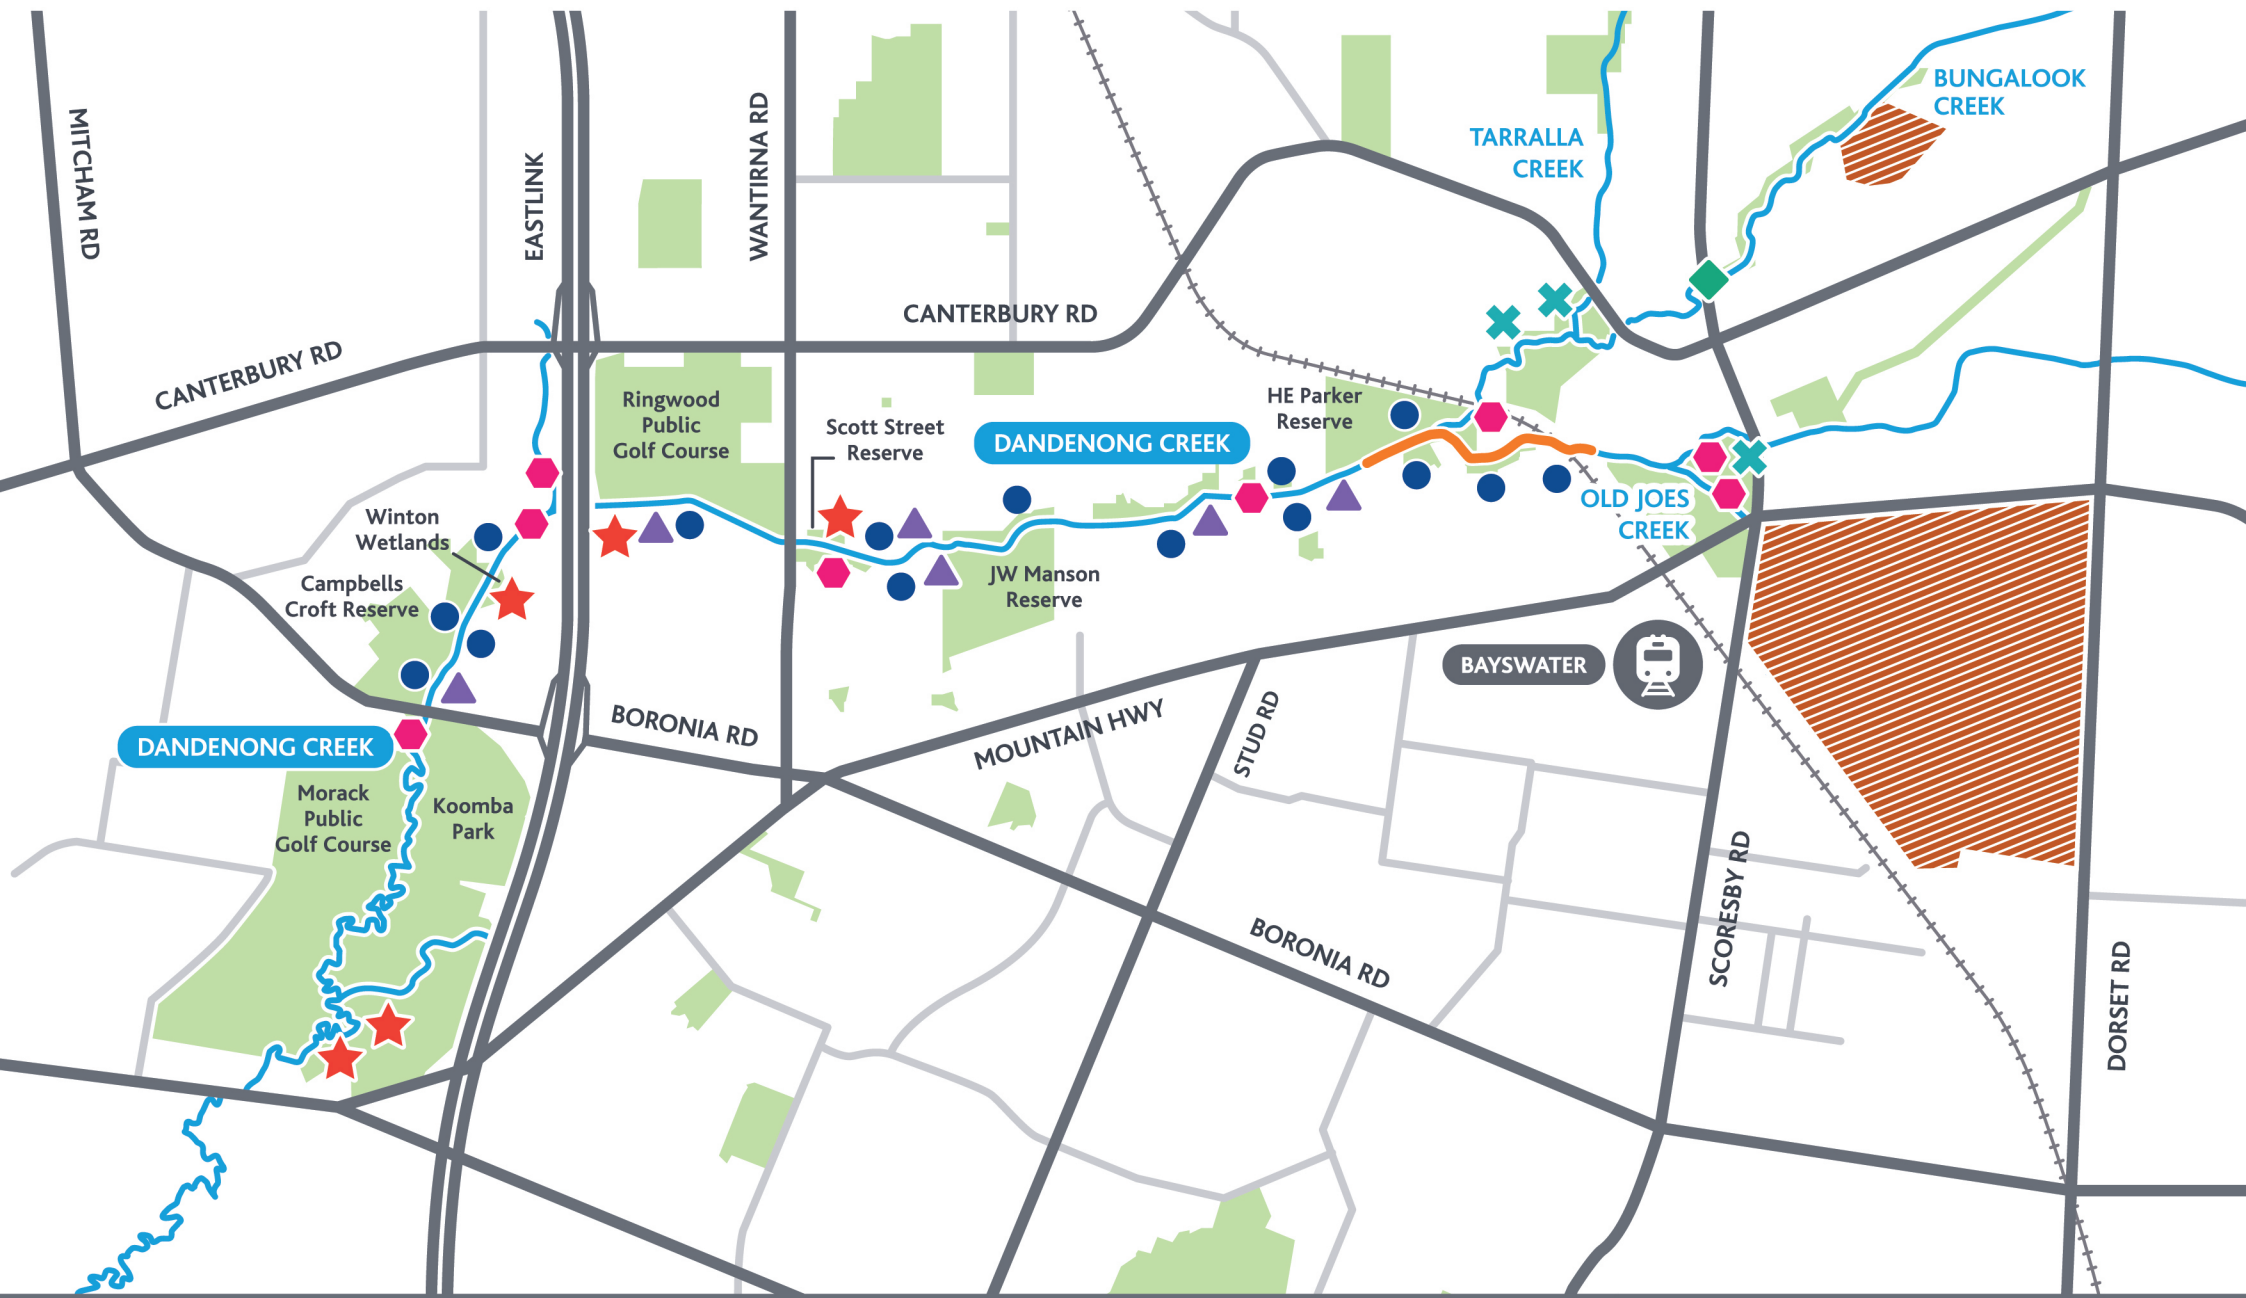 BUNGALOOK
CREEK
TARRALLA
CREEK
MITCHAM RD
EASTLINK
WANTIRNA RD
CANTERBURY RD
CANTERBURY RD
Ringwood
Public
Golf Course
Scott Street
Reserve
HE Parker
Reserve
DANDENONG CREEK
OLD JOES
CREEK
Winton
Wetlands
Campbells
Croft Reserve
JW Manson
Reserve
BAYSWATER
DANDENONG CREEK
BORONIA RD
MOUNTAIN HWY
STUD RD
Morack
Public
Golf Course
Koomba
Park
SCORESBY RD
BORONIA RD
DORSET RD